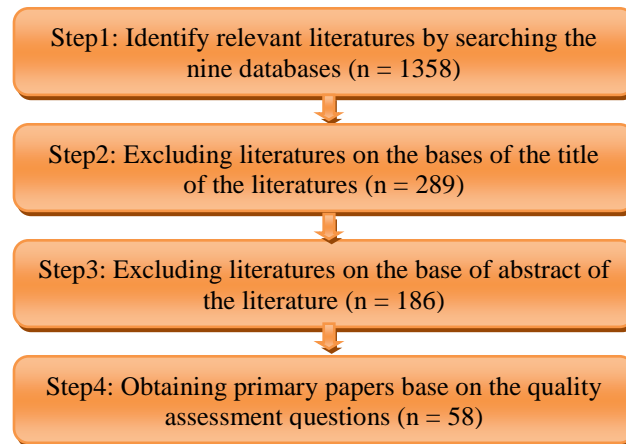 Step1: Identify relevant literatures by searching the
nine databases (n = 1358)
Step2: Excluding literatures on the bases of the title
of the literatures (n = 289)
Step3: Excluding literatures on the base of abstract of
the literature (n = 186)
Step4: Obtaining primary papers base on the quality
assessment questions (n = 58)